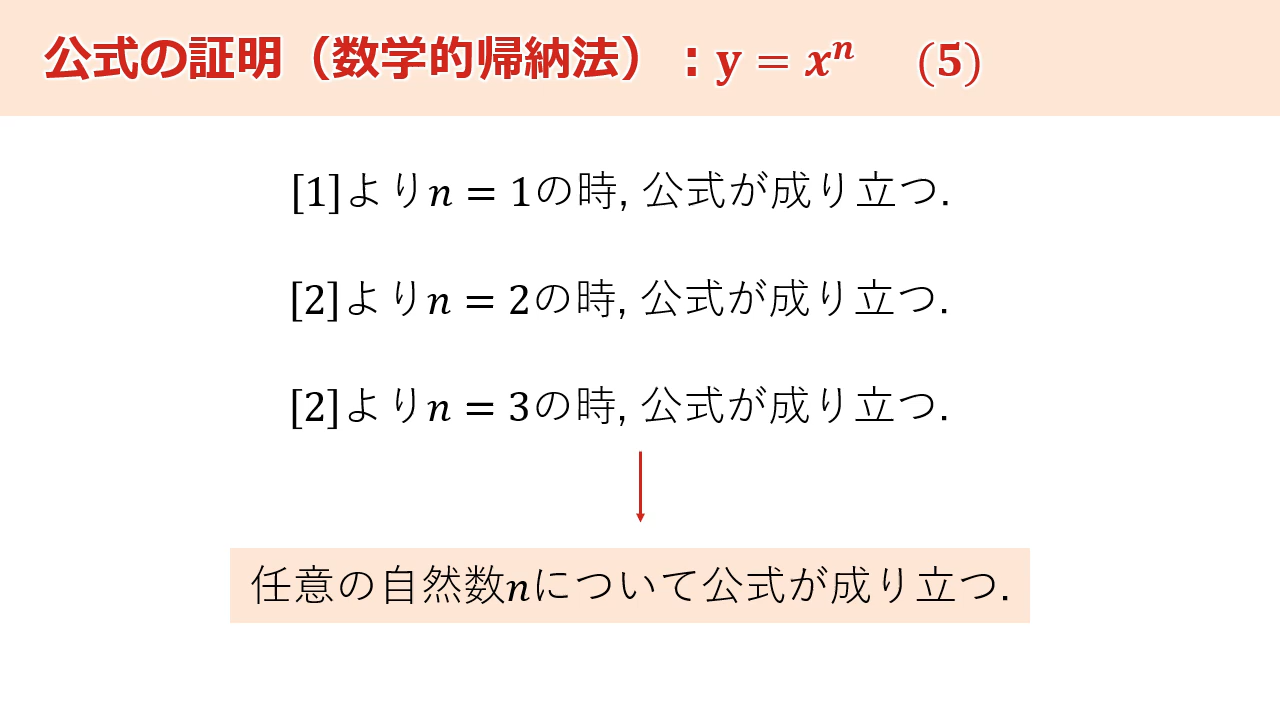 公式の証明（数学的帰納法）：y = xⁿ (5)
[1]よりn = 1の時, 公式が成り立つ.
[2]よりn = 2の時, 公式が成り立つ.
[2]よりn = 3の時, 公式が成り立つ.
任意の自然数nについて公式が成り立つ.